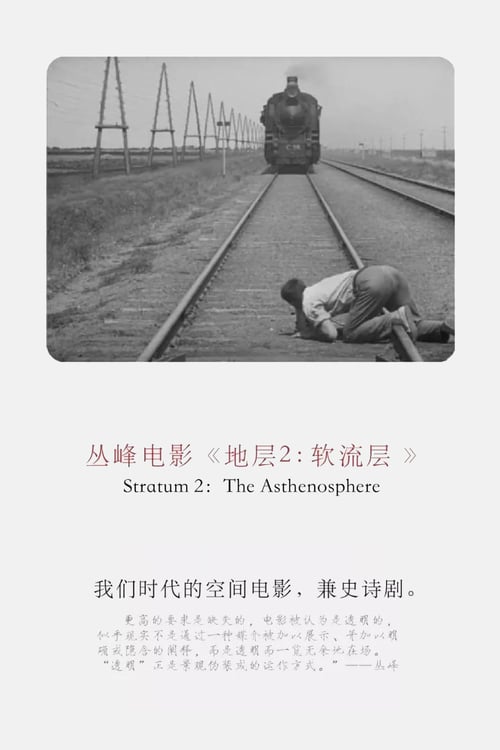 丛峰电影《地层2：软流层 》
Stratum 2：The Asthenosphere
我们时代的空间电影，兼史诗剧。
更高的要求是缺失的，电影被认为是透明的，
似乎现实不是通过一种媒介被加以展示、并加以明
确或隐含的阐释，而是透明而一览无余地在场。
“透明”正是景观伪装成的运作方式。”——丛峰